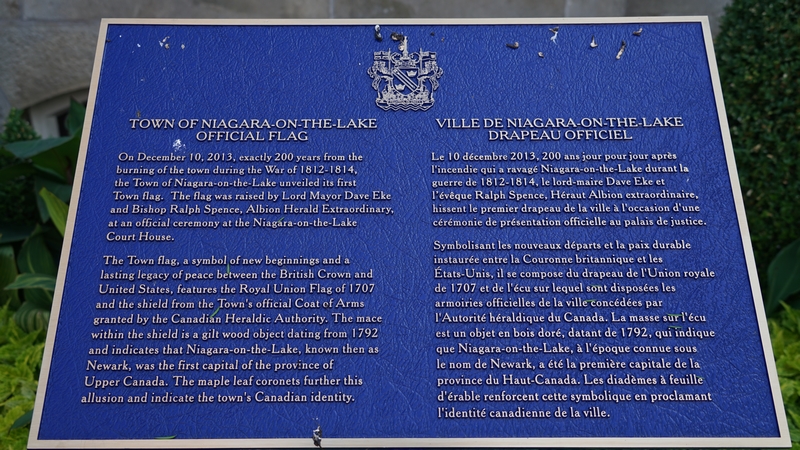 TOWN OF NIAGARA-ON-THE-LAKE
OFFICIAL FLAG
On December 10, 2013, exactly 200 years from the
burning of the town during the War of 1812-1814,
the Town of Niagara-on-the-Lake unveiled its first
Town flag. The flag was raised by Lord Mayor Dave Eke
and Bishop Ralph Spence, Albion Herald Extraordinary,
at an official ceremony at the Niagara-on-the-Lake
Court House.
The Town flag, a symbol of new beginnings and a
lasting legacy of peace between the British Crown and
United States, features the Royal Union Flag of 1707
and the shield from the Town's official Coat of Arms
granted by the Canadian Heraldic Authority. The mace
within the shield is a gilt wood object dating from 1792
and indicates that Niagara-on-the-Lake, known then as
Newark, was the first capital of the province of
Upper Canada. The maple leaf coronets further this
allusion and indicate the town's Canadian identity.
VILLE DE NIAGARA-ON-THE-LAKE
DRAPEAU OFFICIEL
Le 10 décembre 2013, 200 ans jour pour jour après
l'incendie qui a ravagé Niagara-on-the-Lake durant la
guerre de 1812-1814, le lord-maire Dave Eke et
l'évêque Ralph Spence, Héraut Albion extraordinaire,
hissent le premier drapeau de la ville à l'occasion d'une
cérémonie de présentation officielle au palais de justice.
Symbolisant les nouveaux départs et la paix durable
instaurée entre la Couronne britannique et les
États-Unis, il se compose du drapeau de l'Union royale
de 1707 et de l'écu sur lequel sont disposées les
armoiries officielles de la ville concédées par
l'Autorité héraldique du Canada. La masse sur l'écu
est un objet en bois doré, datant de 1792, qui indique
que Niagara-on-the-Lake, à l'époque connue sous
le nom de Newark, a été la première capitale de la
province du Haut-Canada. Les diadèmes à feuille
d'érable renforcent cette symbolique en proclamant
l'identité canadienne de la ville.